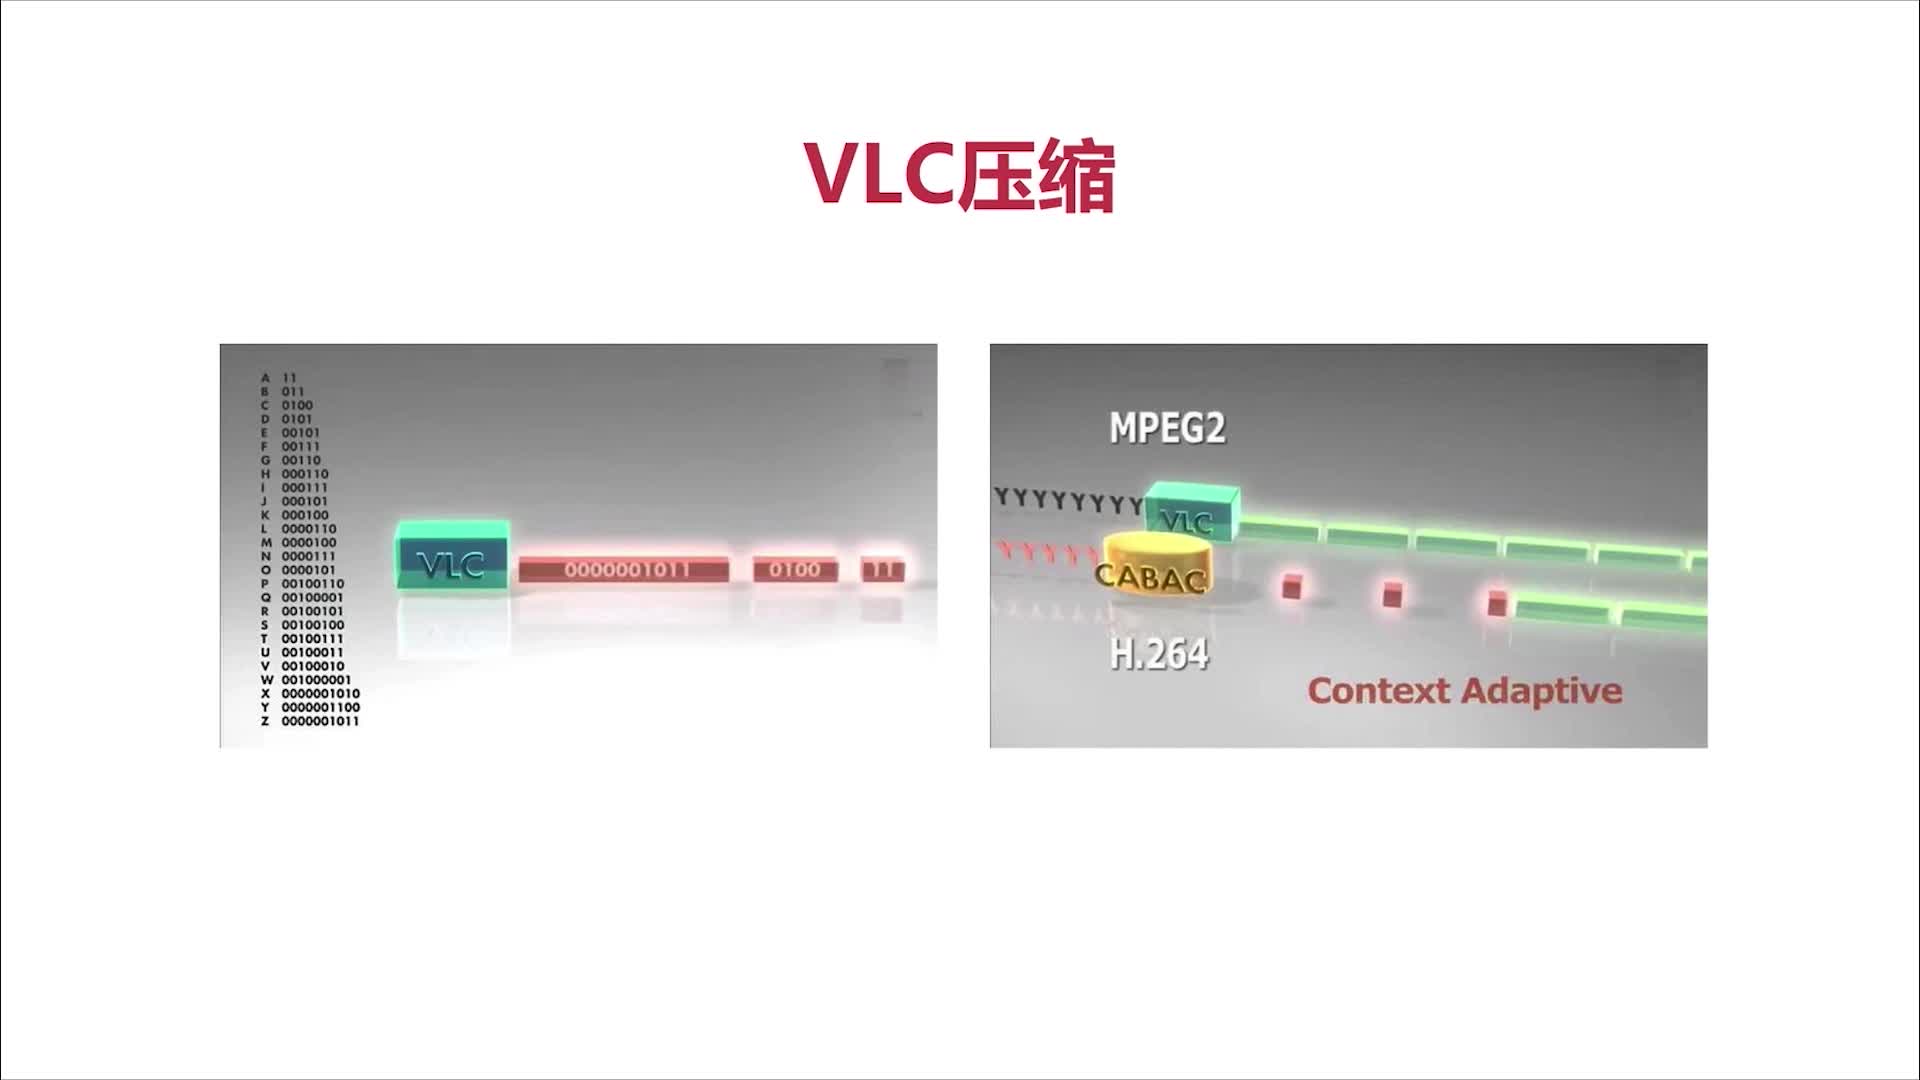 VLC压缩
A 11
B 011
C 0100
D 0101
E 00101
F 00111
G 00110
H 000110
I 000111
J 000101
K 000100
L 0000110
M 0000100
N 0000111
O 0000101
P 00100110
Q 00100001
R 00100101
S 00100100
T 00100111
U 00100011
V 00100010
W 001000001
X 0000001010
Y 0000001100
Z 0000001011
VLC
0000001011
0100
11
MPEG2
YYYYYYYY
VLC
YYYYY
CABAC
H.264
Context Adaptive